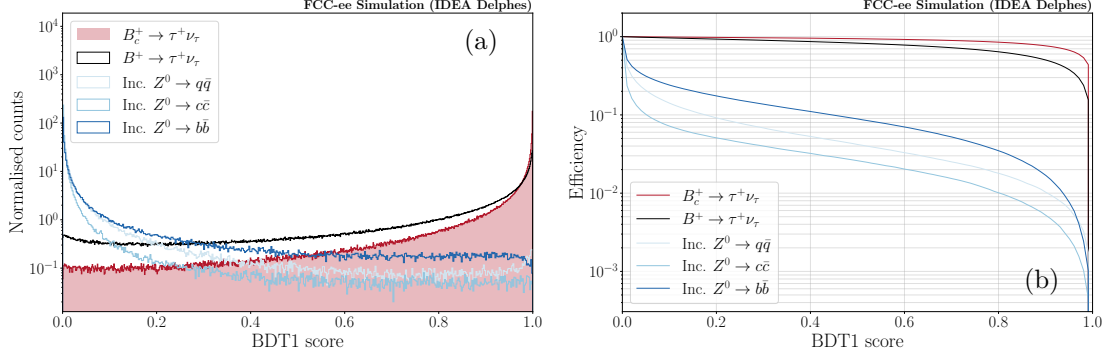 FCC-ee Simulation (IDEA Delphes)
(a)
B_c^+ → τ^+ν_τ
B^+ → τ^+ν_τ
Inc. Z^0 → qq̄
Inc. Z^0 → cc̄
Inc. Z^0 → bb̄
Normalised counts
10^4
10^3
10^2
10^1
10^0
10^−1
0.0 0.2 0.4 0.6 0.8 1.0
BDT1 score
FCC-ee Simulation (IDEA Delphes)
Efficiency
10^0
10^−1
10^−2
10^−3
B_c^+ → τ^+ν_τ
B^+ → τ^+ν_τ
Inc. Z^0 → qq̄
Inc. Z^0 → cc̄
Inc. Z^0 → bb̄
(b)
0.0 0.2 0.4 0.6 0.8 1.0
BDT1 score